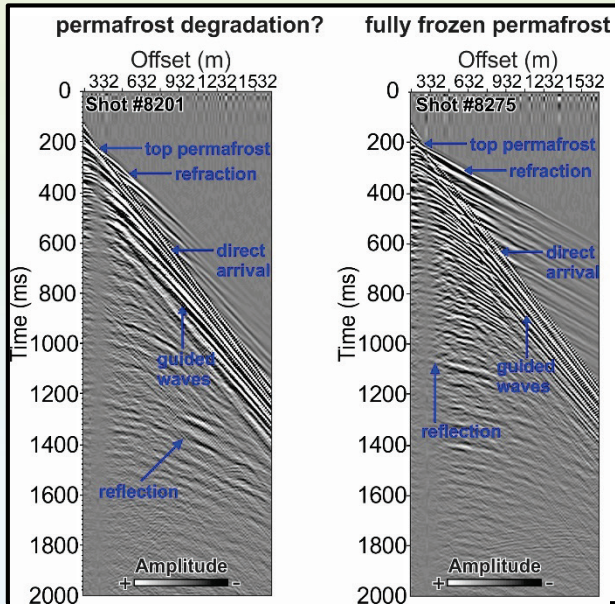 permafrost degradation?
Offset (m)
332 632 932 1232 1532
0
200
400
600
800
1000
1200
1400
1600
1800
2000
Time (ms)
Shot #8201
top permafrost
refraction
direct
arrival
guided
waves
reflection
Amplitude
+ -
fully frozen permafrost
Offset (m)
332 632 932 1232 1532
0
200
400
600
800
1000
1200
1400
1600
1800
2000
Time (ms)
Shot #8275
top permafrost
refraction
direct
arrival
guided
waves
reflection
Amplitude
+ -